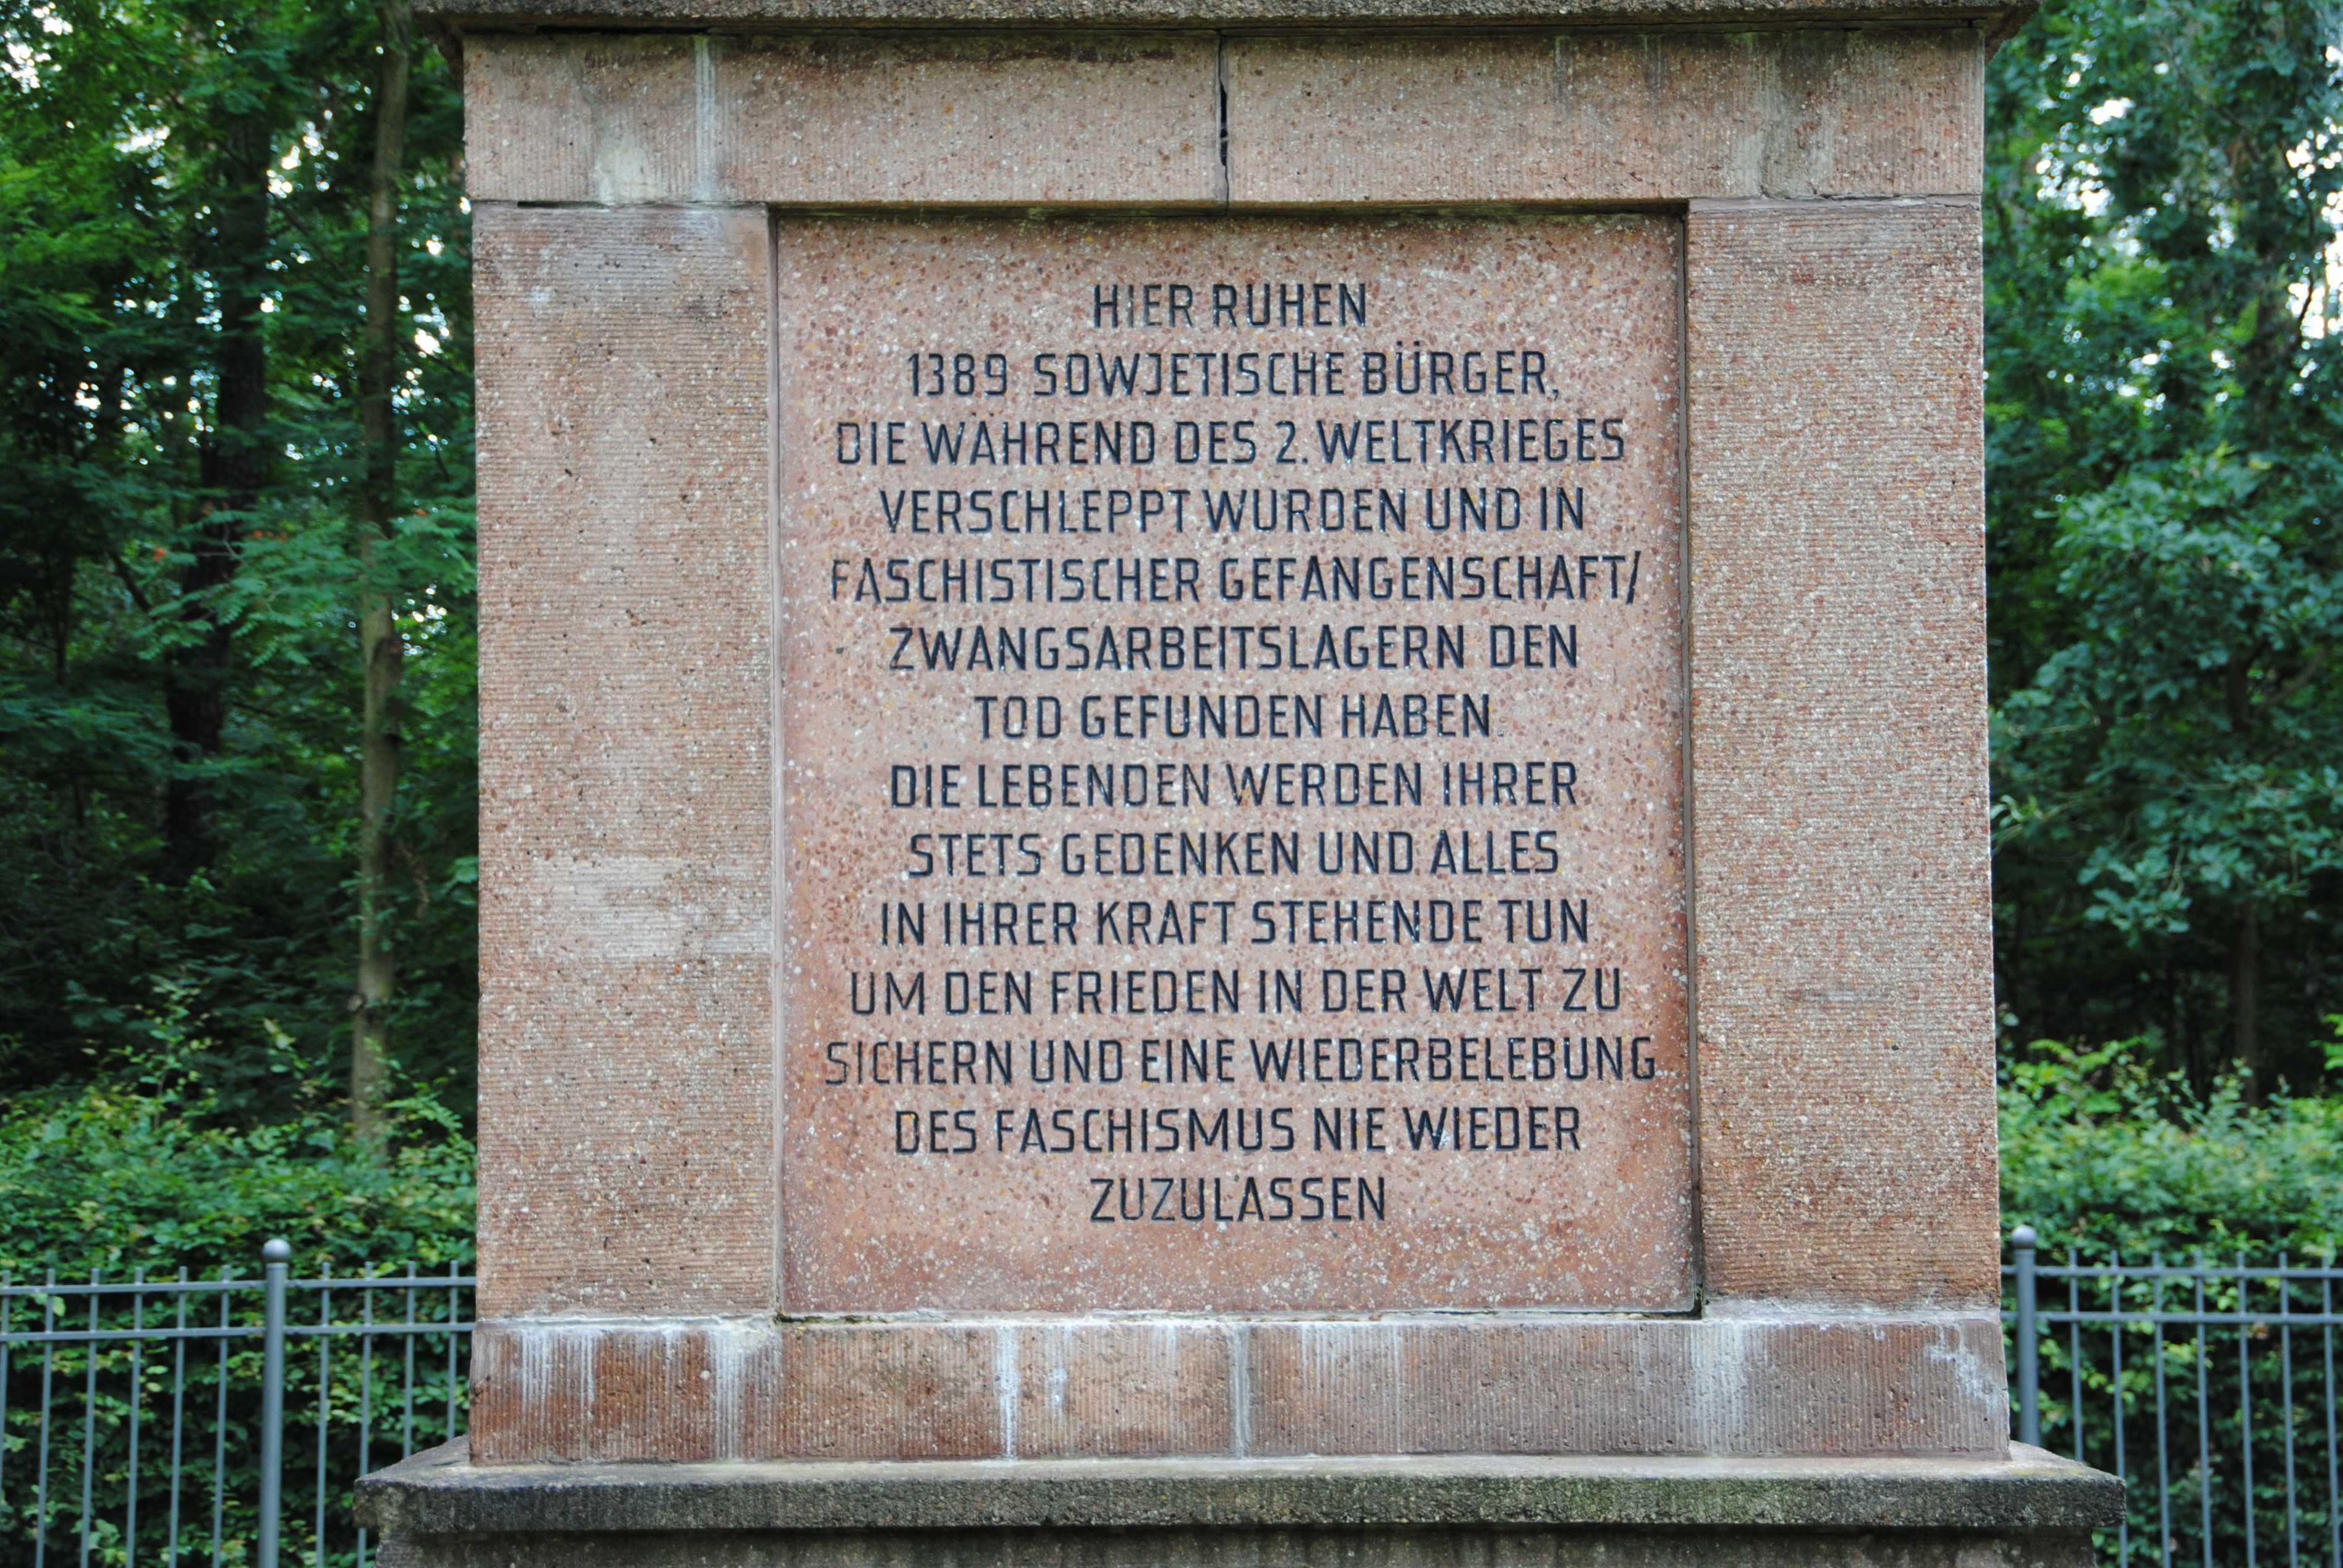 HIER RUHEN
1389 SOWJETISCHE BÜRGER,
DIE WÄHREND DES 2. WELTKRIEGES
VERSCHLEPPT WURDEN UND IN
FASCHISTISCHER GEFANGENSCHAFT/
ZWANGSARBEITSLAGERN DEN
TOD GEFUNDEN HABEN.
DIE LEBENDEN WERDEN IHRER
STETS GEDENKEN UND ALLES
IN IHRER KRAFT STEHENDE TUN
UM DEN FRIEDEN IN DER WELT ZU
SICHERN UND EINE WIEDERBELEBUNG
DES FASCHISMUS NIE WIEDER
ZUZULASSEN